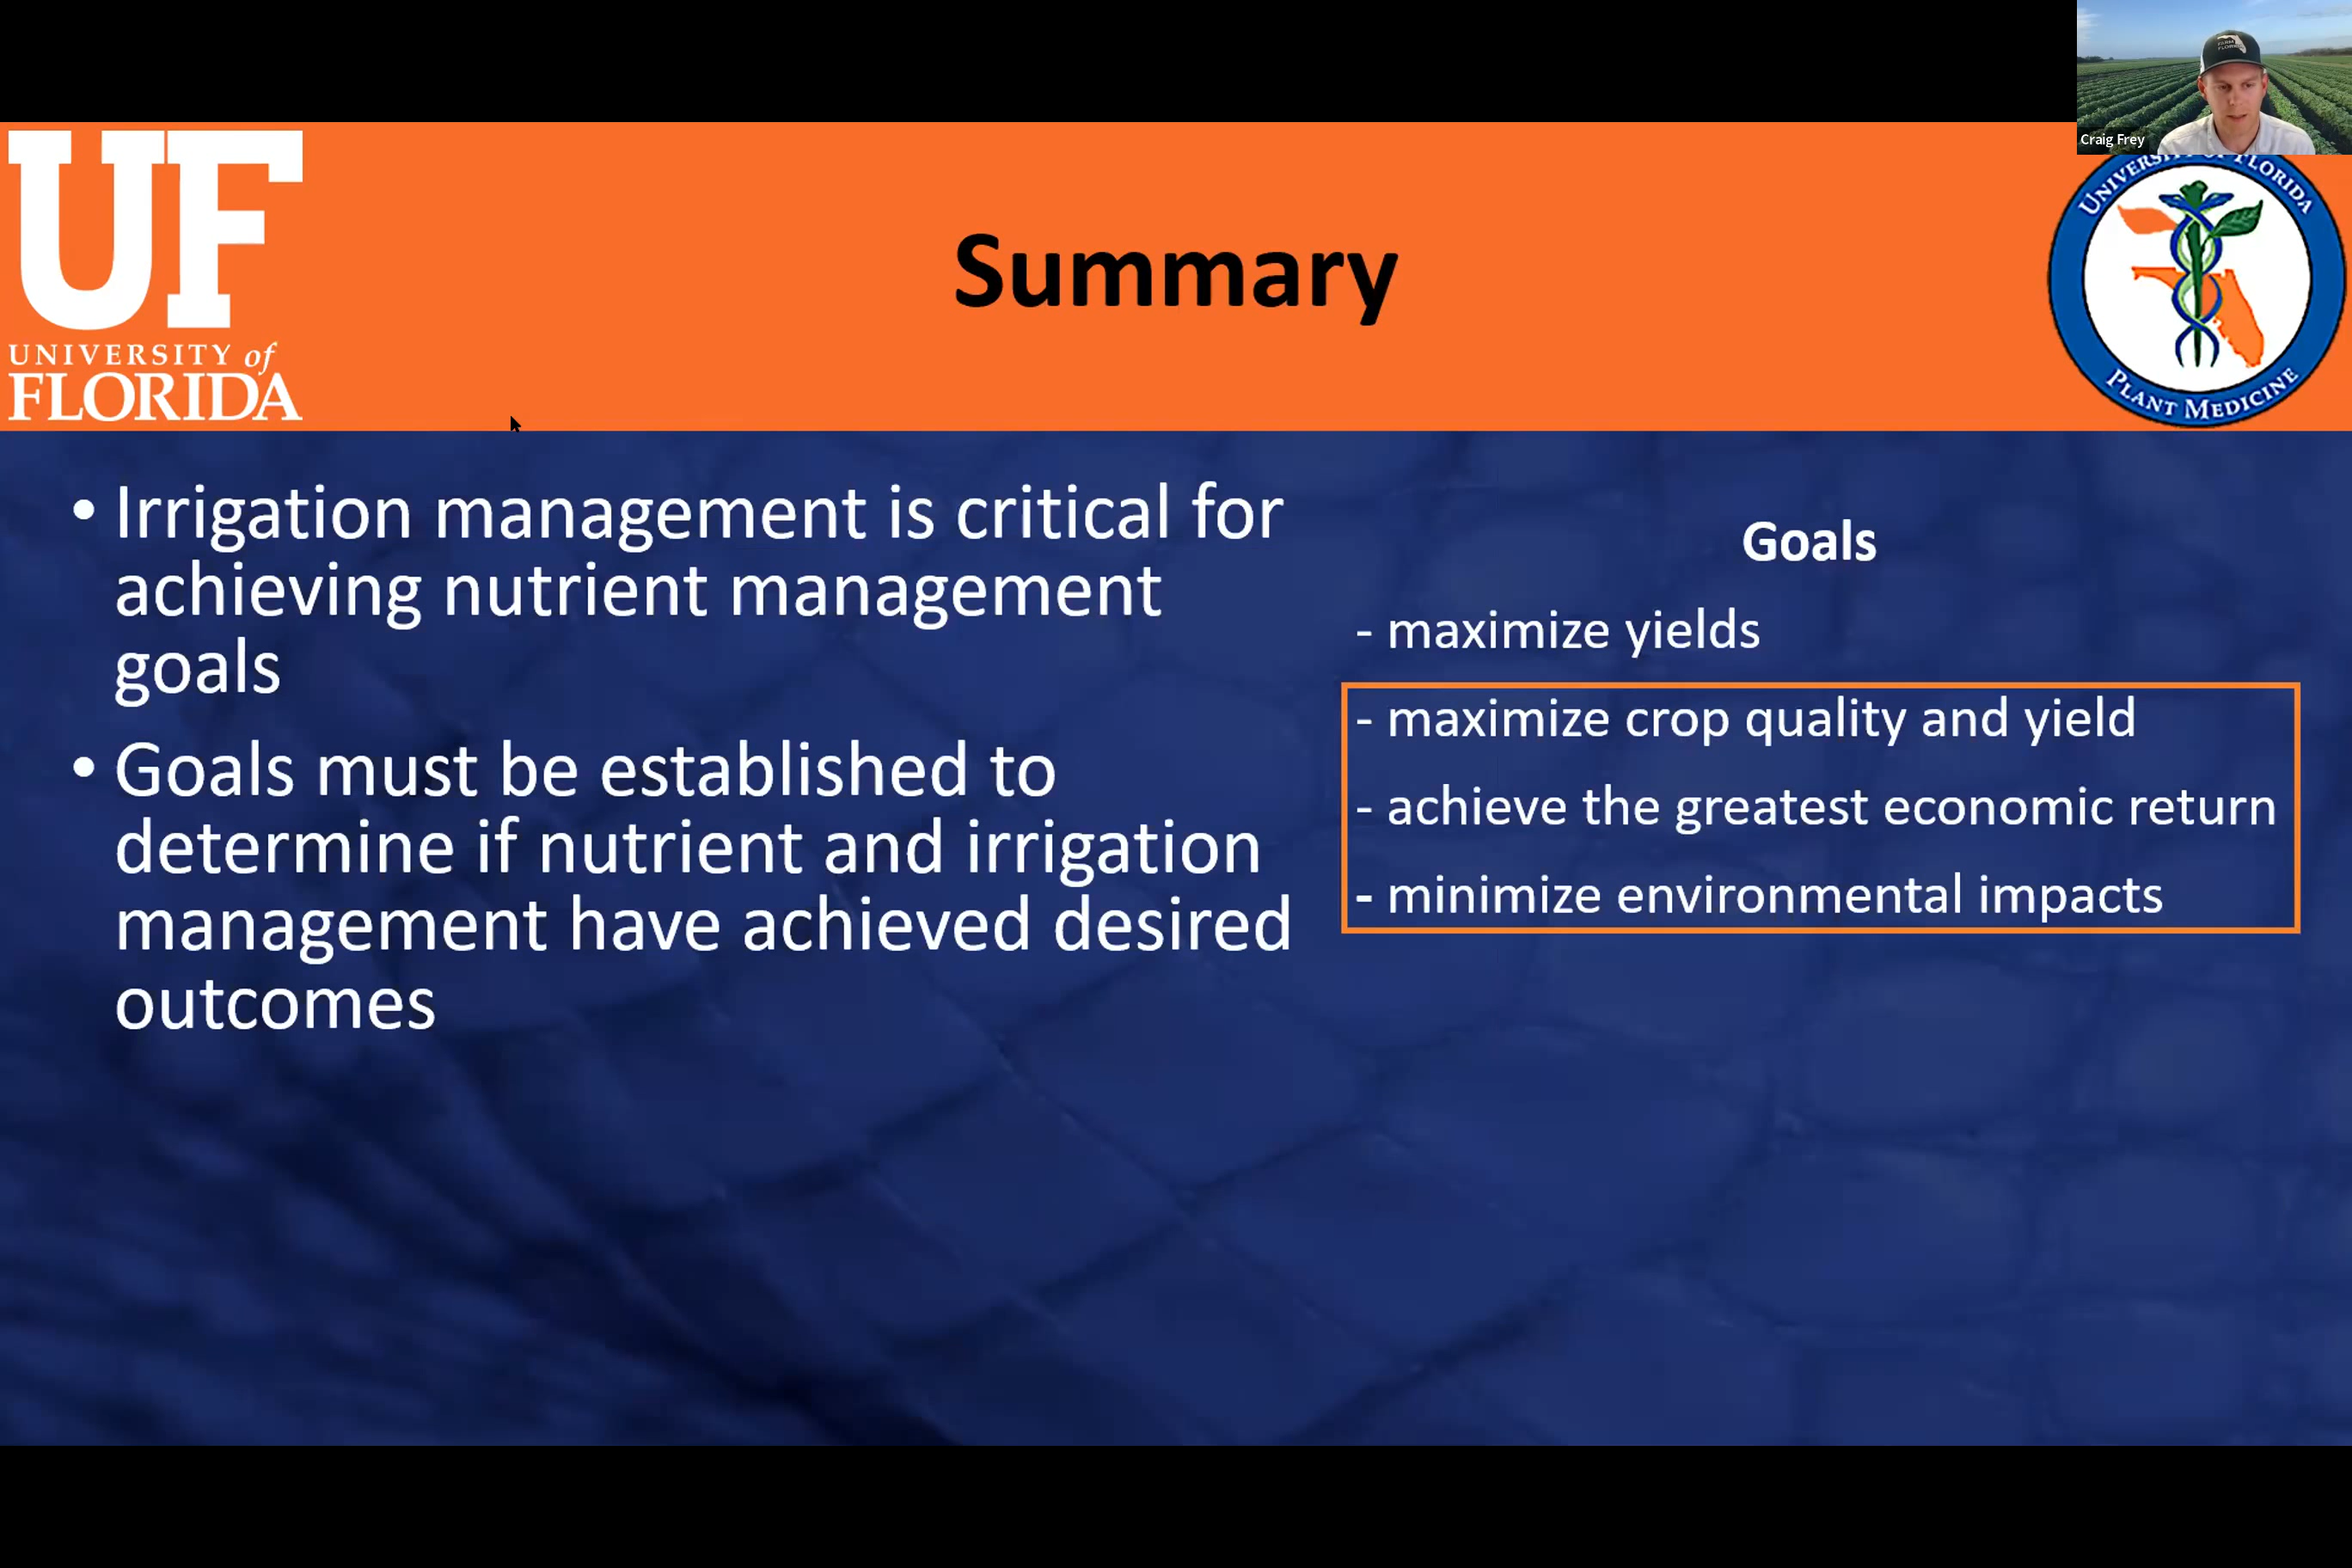 Craig Frey
UF
UNIVERSITY of
FLORIDA
Summary
UNIVERSITY OF FLORIDA
PLANT MEDICINE
• Irrigation management is critical for
achieving nutrient management
goals
• Goals must be established to
determine if nutrient and irrigation
management have achieved desired
outcomes
Goals
- maximize yields
- maximize crop quality and yield
- achieve the greatest economic return
- minimize environmental impacts